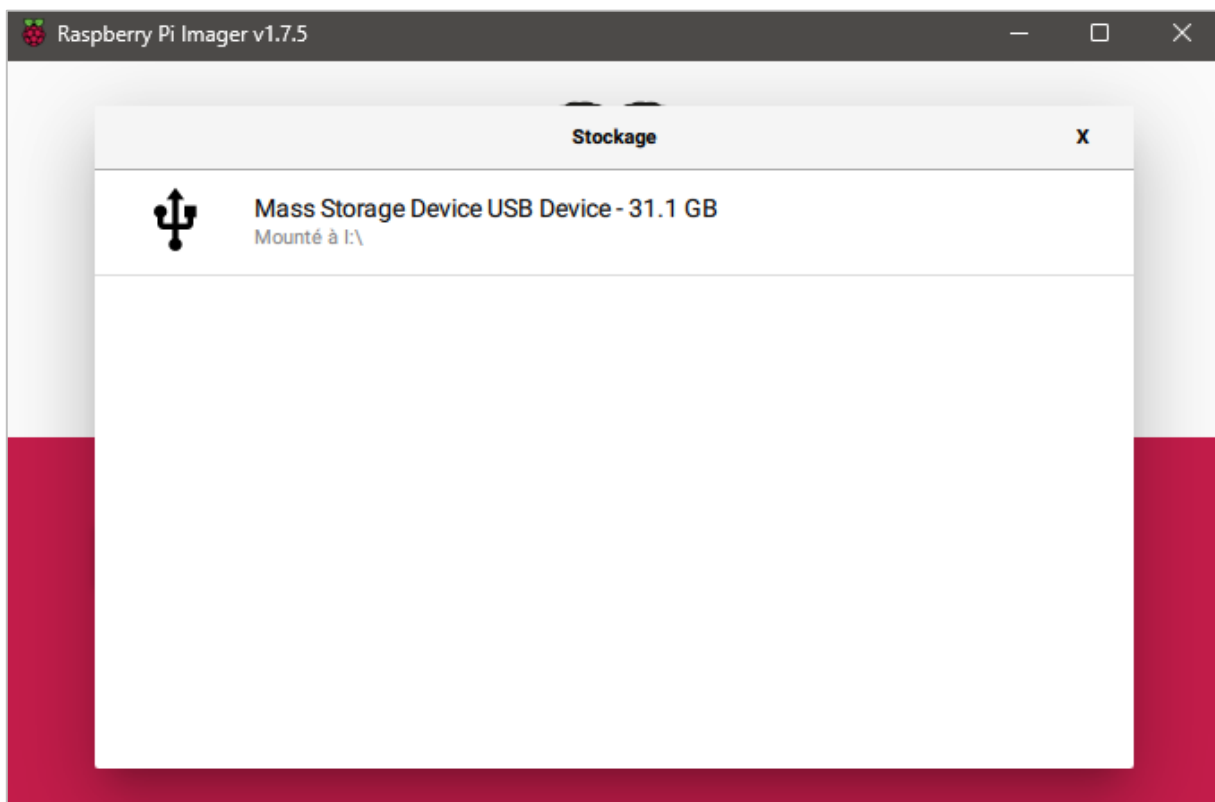 Raspberry Pi Imager v1.7.5
Stockage
X
Mass Storage Device USB Device - 31.1 GB
Mounté à I:\